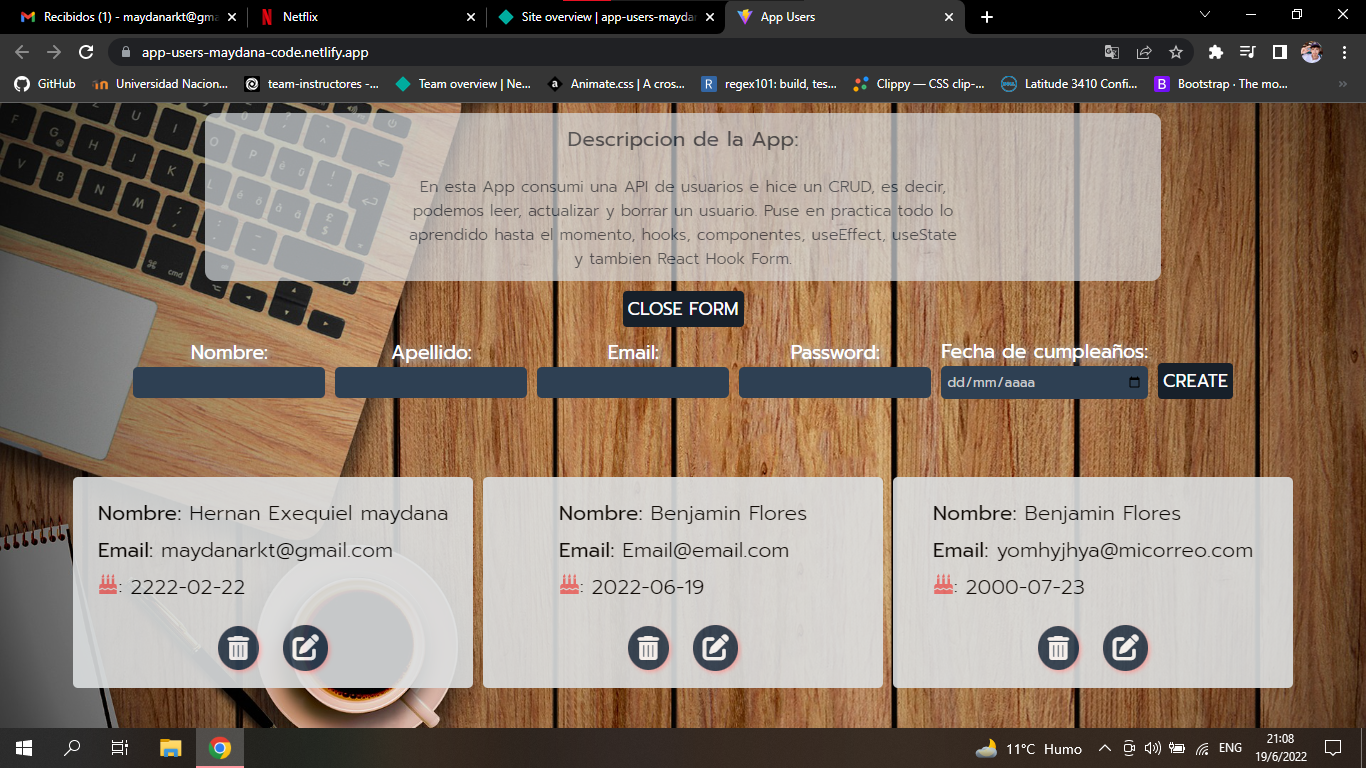 Recibidos (1) - maydanarkt@gma
Netflix
Site overview | app-users-maydan
App Users
app-users-maydana-code.netlify.app
GitHub
Universidad Nacion...
team-instructores -...
Team overview | Ne...
Animate.css | A cros...
regex101: build, tes...
Clippy — CSS clip-...
Latitude 3410 Confi...
Bootstrap · The mo...
Descripcion de la App:
En esta App consumi una API de usuarios e hice un CRUD, es decir,
podemos leer, actualizar y borrar un usuario. Puse en practica todo lo
aprendido hasta el momento, hooks, componentes, useEffect, useState
y tambien React Hook Form.
CLOSE FORM
Nombre:
Apellido:
Email:
Password:
Fecha de cumpleaños:
dd/mm/aaaa
CREATE
Nombre: Hernan Exequiel maydana
Email: maydanarkt@gmail.com
: 2222-02-22
Nombre: Benjamin Flores
Email: Email@email.com
: 2022-06-19
Nombre: Benjamin Flores
Email: yomhyjhya@micorreo.com
: 2000-07-23
11°C Humo
ENG
21:08
19/6/2022